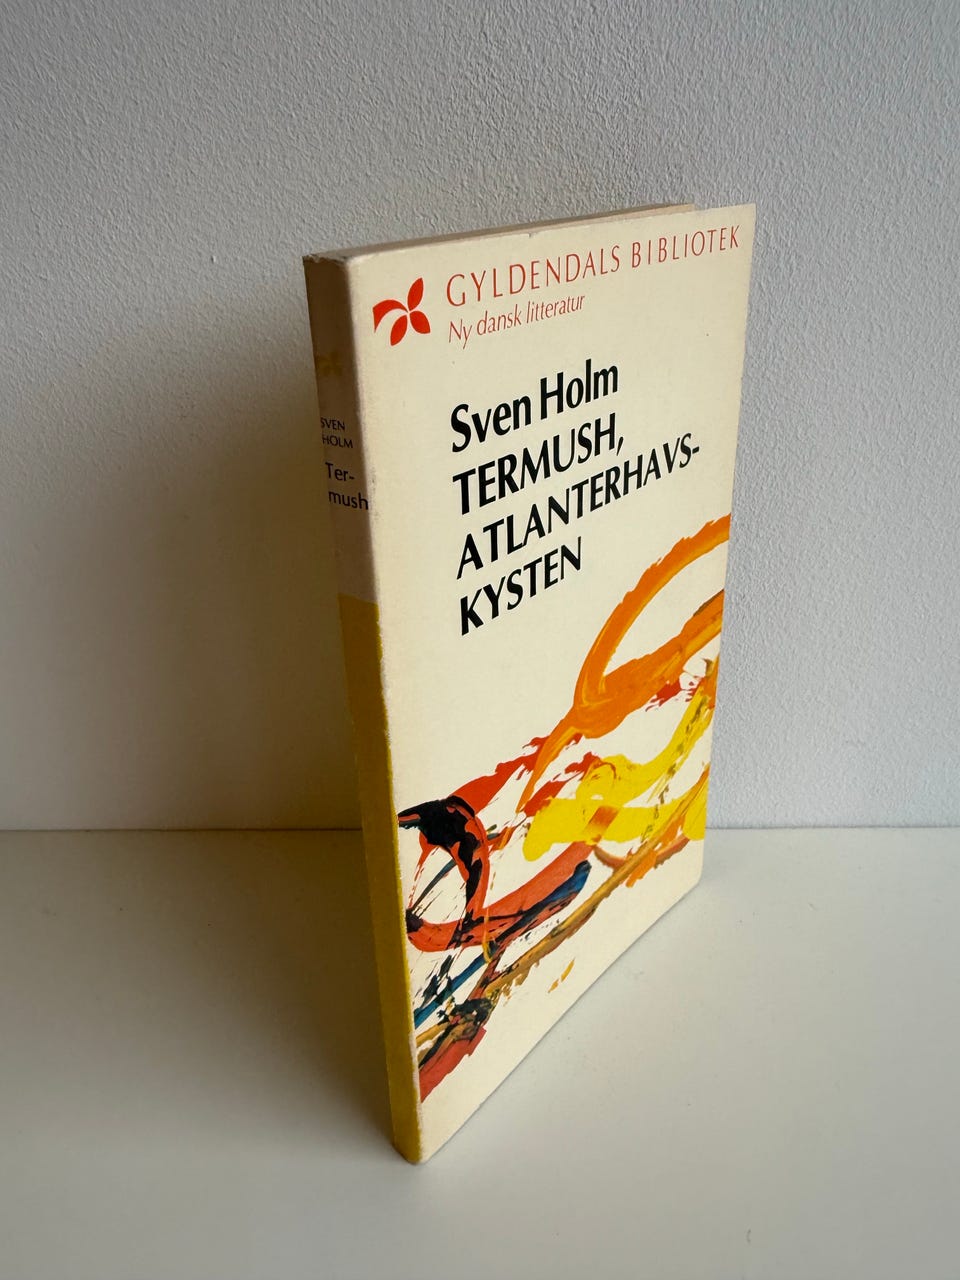 GYLDENDALS BIBLIOTEK
Ny dansk litteratur
Sven Holm
TERMUSH,
ATLANTERHAVS-
KYSTEN
SVEN
HOLM
Ter-
mush